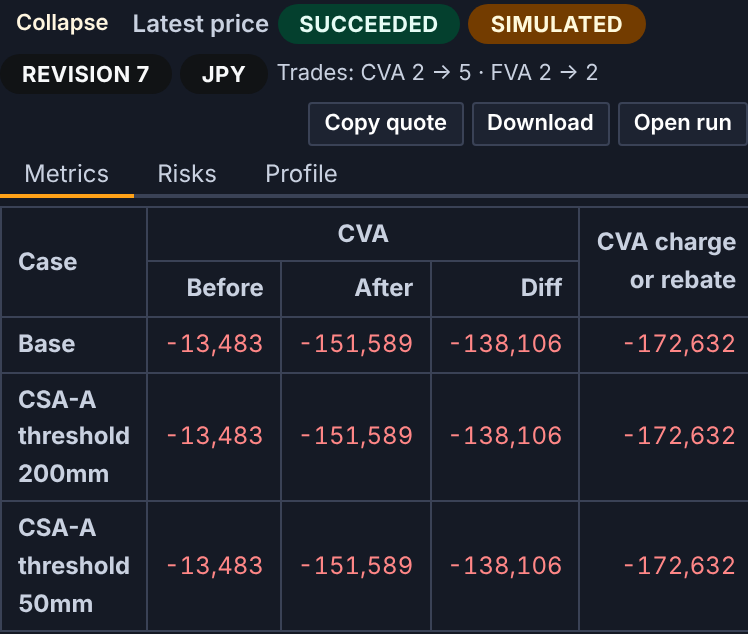 Collapse Latest price SUCCEEDED SIMULATED
REVISION 7 JPY Trades: CVA 2 → 5 · FVA 2 → 2
Copy quote Download Open run
Metrics Risks Profile
Case CVA CVA charge or rebate
Before After Diff
Base -13,483 -151,589 -138,106 -172,632
CSA-A threshold 200mm -13,483 -151,589 -138,106 -172,632
CSA-A threshold 50mm -13,483 -151,589 -138,106 -172,632